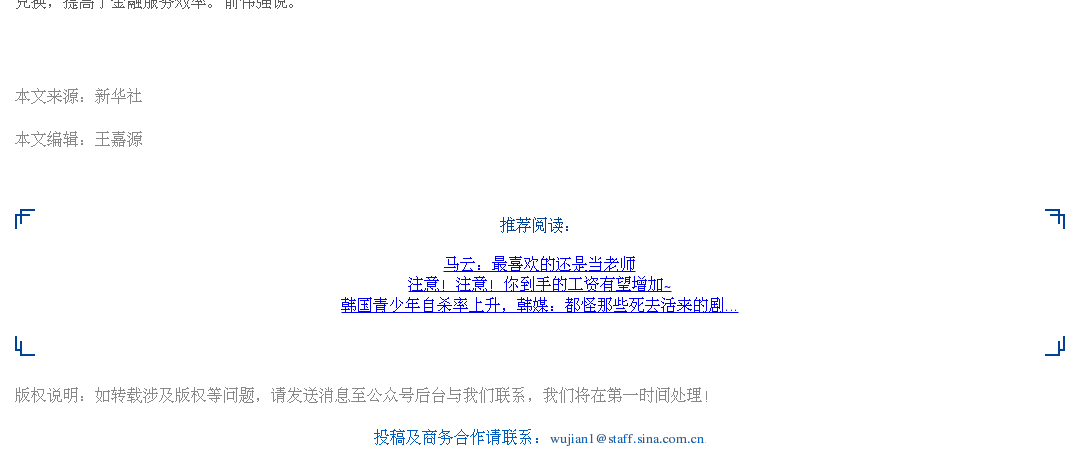 兑换，提高了金融服务效率。俞伟强说。
本文来源：新华社
本文编辑：王嘉源
推荐阅读：
马云：最喜欢的还是当老师
注意！注意！你到手的工资有望增加~
韩国青少年自杀率上升，韩媒：都怪那些死去活来的剧...
版权说明：如转载涉及版权等问题，请发送消息至公众号后台与我们联系，我们将在第一时间处理！
投稿及商务合作请联系：wujian1@staff.sina.com.cn